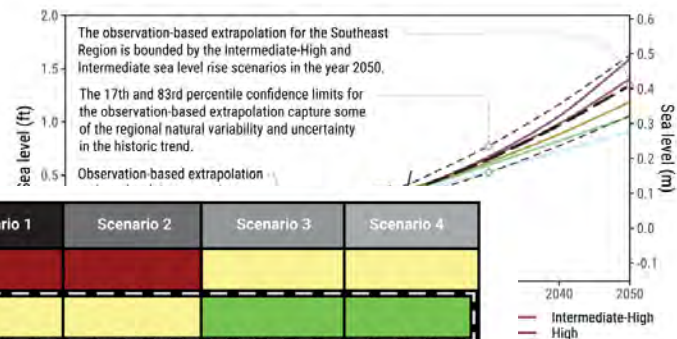 2.0
The observation-based extrapolation for the Southeast
Region is bounded by the Intermediate-High and
Intermediate sea level rise scenarios in the year 2050.
The 17th and 83rd percentile confidence limits for
the observation-based extrapolation capture some
of the regional natural variability and uncertainty
in the historic trend.
Observation-based extrapolation
1.5
1.0
0.5
Sea level (ft)
0.6
0.5
0.4
0.3
0.2
0.1
0.0
-0.1
Sea level (m)
2040
2050
Intermediate-High
High
rio 1
Scenario 2
Scenario 3
Scenario 4